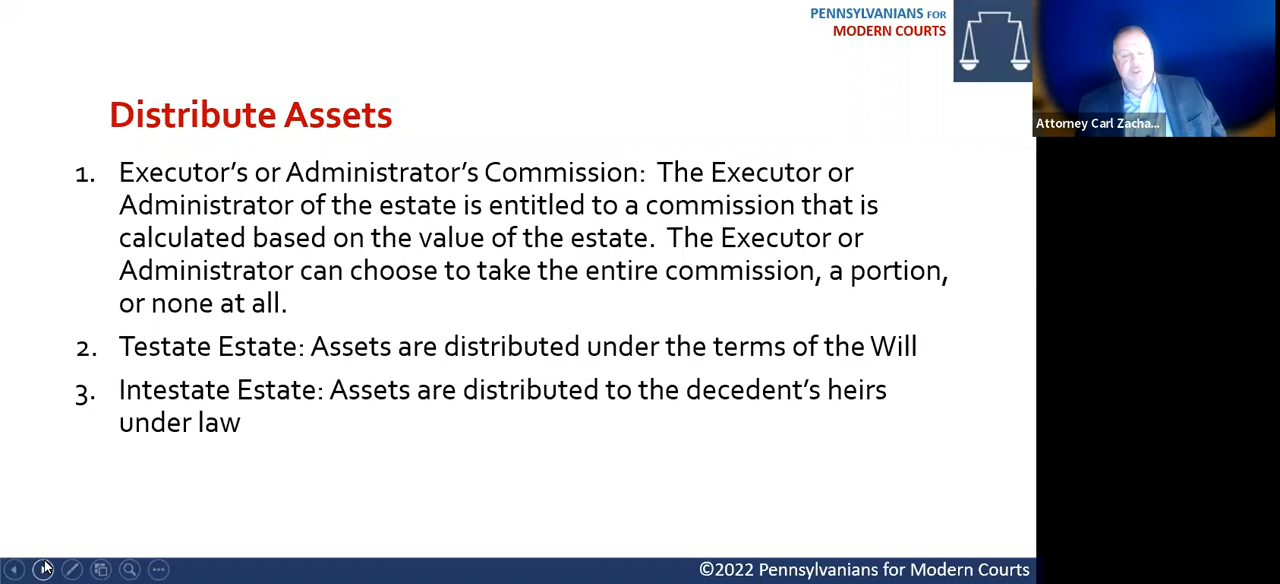 PENNSYLVANIANS FOR
MODERN COURTS
Attorney Carl Zacha...
Distribute Assets
1. Executor’s or Administrator’s Commission: The Executor or
Administrator of the estate is entitled to a commission that is
calculated based on the value of the estate. The Executor or
Administrator can choose to take the entire commission, a portion,
or none at all.
2. Testate Estate: Assets are distributed under the terms of the Will
3. Intestate Estate: Assets are distributed to the decedent’s heirs
under law
©2022 Pennsylvanians for Modern Courts